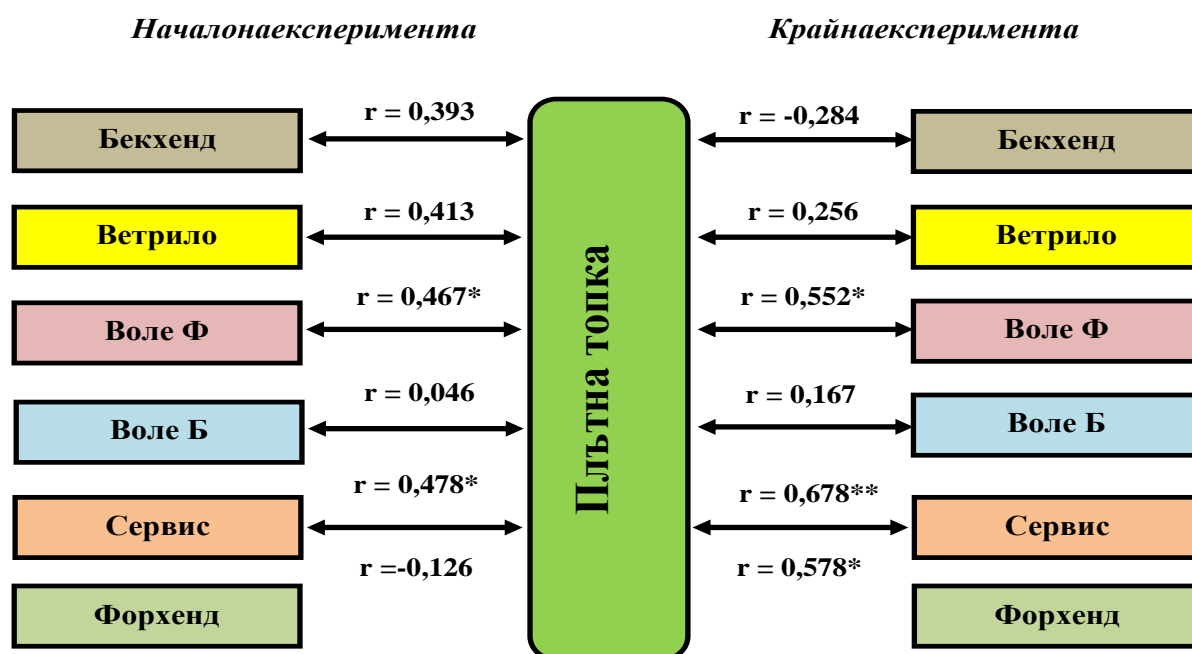 Началонаексперимента
Крайнаексперимента
Бекхенд
r = 0,393
r = -0,284
Бекхенд
Ветрило
r = 0,413
r = 0,256
Ветрило
Воле Ф
r = 0,467*
r = 0,552*
Воле Ф
Плътна топка
Воле Б
r = 0,046
r = 0,167
Воле Б
Сервис
r = 0,478*
r = 0,678**
Сервис
Форхенд
r =-0,126
r = 0,578*
Форхенд